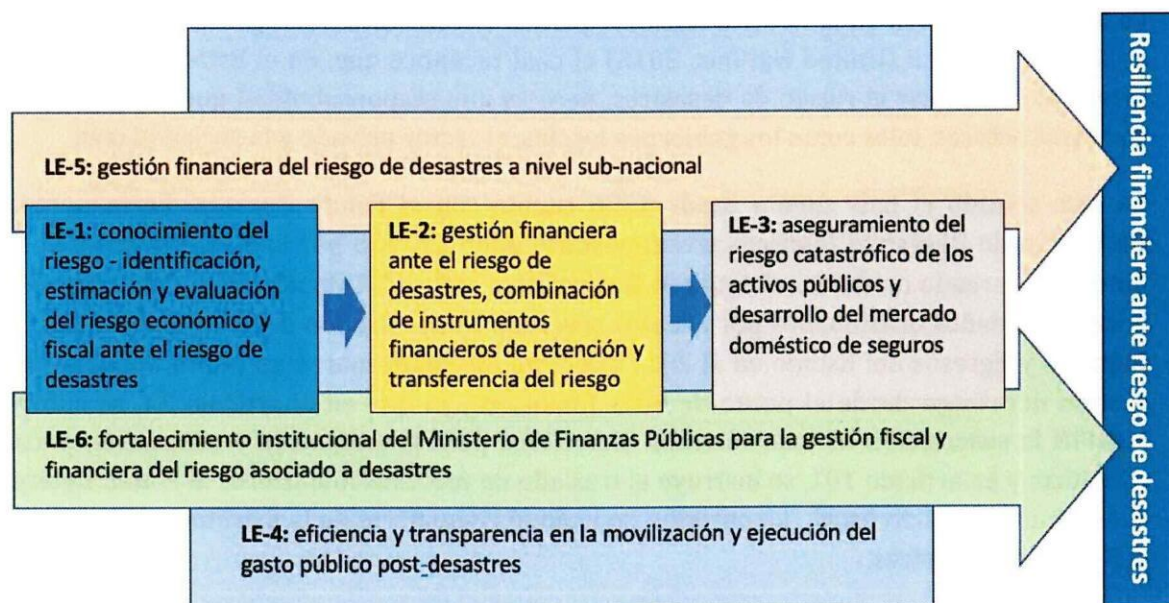 LE-5: gestión financiera del riesgo de desastres a nivel sub-nacional
LE-1: conocimiento del
riesgo - identificación,
estimación y evaluación
del riesgo económico y
fiscal ante el riesgo de
desastres
LE-2: gestión financiera
ante el riesgo de
desastres, combinación
de instrumentos
financieros de retención y
transferencia del riesgo
LE-3: aseguramiento del
riesgo catastrófico de los
activos públicos y
desarrollo del mercado
doméstico de seguros
LE-6: fortalecimiento institucional del Ministerio de Finanzas Públicas para la gestión fiscal y
financiera del riesgo asociado a desastres
LE-4: eficiencia y transparencia en la movilización y ejecución del
gasto público post-desastres
Resiliencia financiera ante riesgo de desastres